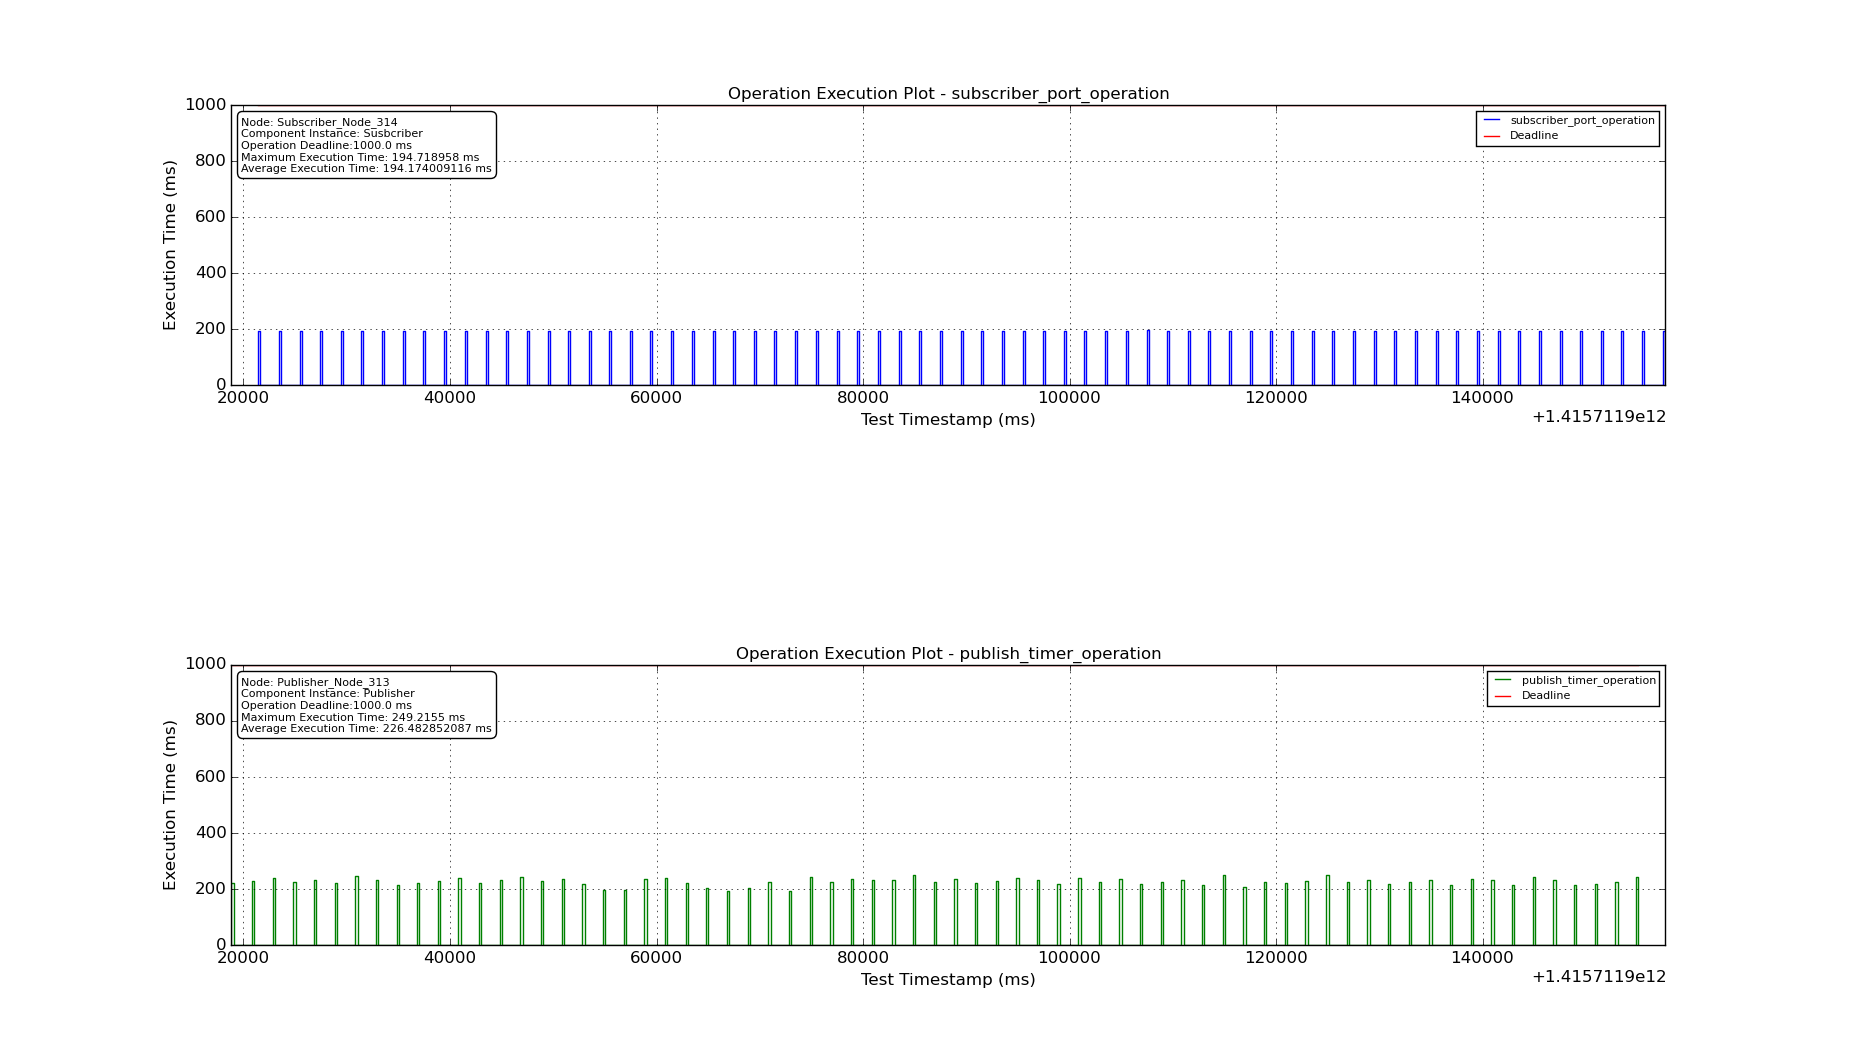 Operation Execution Plot - subscriber_port_operation
1000
800
600
400
200
0
Execution Time (ms)
Node: Subscriber_Node_314
Component Instance: Susbcriber
Operation Deadline:1000.0 ms
Maximum Execution Time: 194.718958 ms
Average Execution Time: 194.174009116 ms
subscriber_port_operation
Deadline
20000 40000 60000 80000 100000 120000 140000
+1.4157119e12
Test Timestamp (ms)
Operation Execution Plot - publish_timer_operation
1000
800
600
400
200
0
Execution Time (ms)
Node: Publisher_Node_313
Component Instance: Publisher
Operation Deadline:1000.0 ms
Maximum Execution Time: 249.2155 ms
Average Execution Time: 226.482852087 ms
publish_timer_operation
Deadline
20000 40000 60000 80000 100000 120000 140000
+1.4157119e12
Test Timestamp (ms)